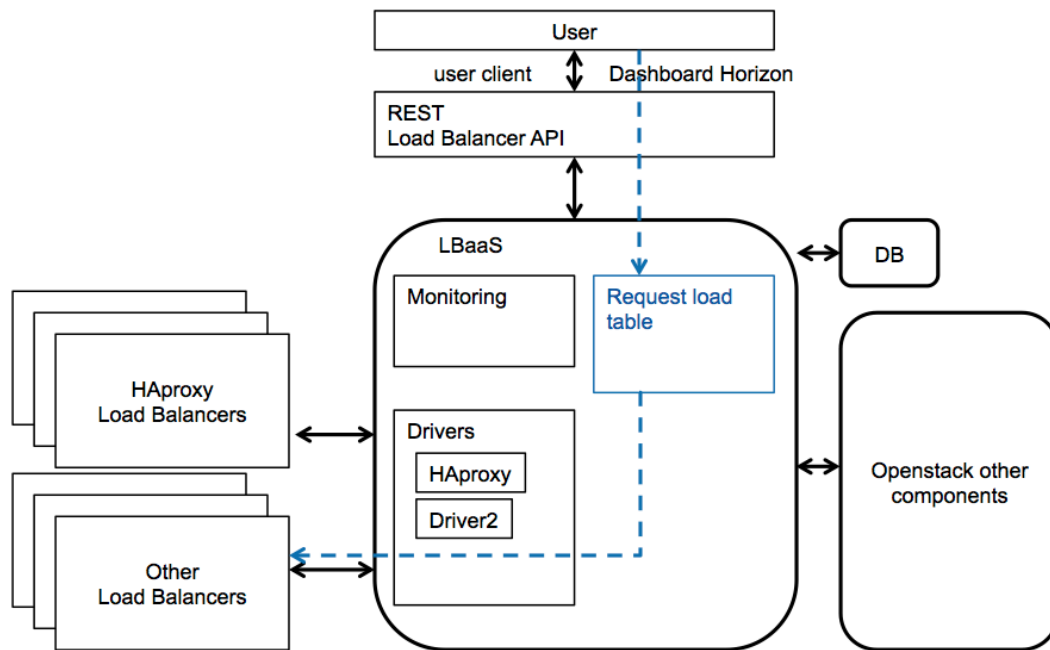 User
user client
Dashboard Horizon
REST
Load Balancer API
LBaaS
DB
Monitoring
Request load
table
HAproxy
Load Balancers
Drivers
HAproxy
Driver2
Openstack other
components
Other
Load Balancers